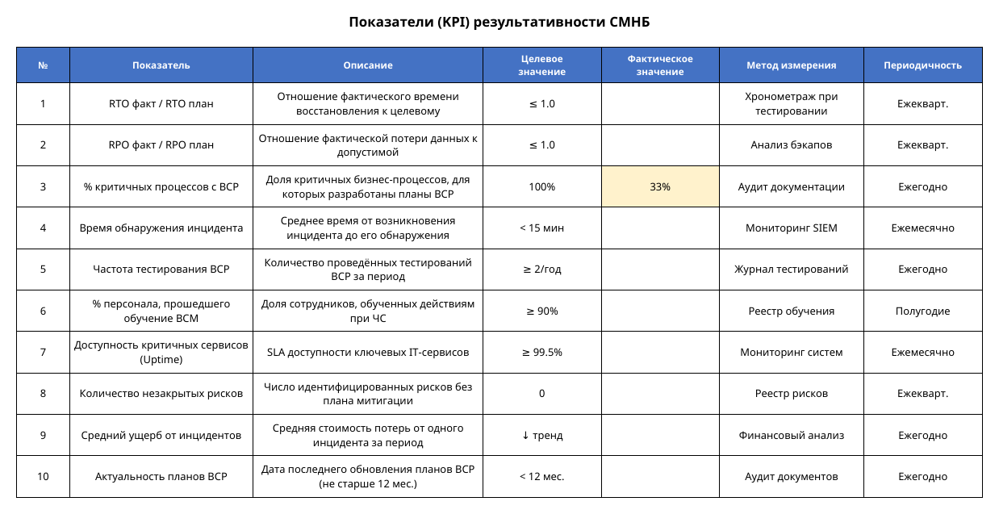 Показатели (KPI) результативности СМНБ
№ Показатель Описание Целевое значение Фактическое значение Метод измерения Периодичность
1 RTO факт / RTO план Отношение фактического времени восстановления к целевому ≤ 1.0 Хронометраж при тестировании Ежекварт.
2 RPO факт / RPO план Отношение фактической потери данных к допустимой ≤ 1.0 Анализ бэкапов Ежекварт.
3 % критичных процессов с BCP Доля критичных бизнес-процессов, для которых разработаны планы BCP 100% 33% Аудит документации Ежегодно
4 Время обнаружения инцидента Среднее время от возникновения инцидента до его обнаружения < 15 мин Мониторинг SIEM Ежемесячно
5 Частота тестирования BCP Количество проведённых тестирований BCP за период ≥ 2/год Журнал тестирований Ежегодно
6 % персонала, прошедшего обучение BCM Доля сотрудников, обученных действиям при ЧС ≥ 90% Реестр обучения Полугодие
7 Доступность критичных сервисов (Uptime) SLA доступности ключевых IT-сервисов ≥ 99.5% Мониторинг систем Ежемесячно
8 Количество незакрытых рисков Число идентифицированных рисков без плана митигации 0 Реестр рисков Ежекварт.
9 Средний ущерб от инцидентов Средняя стоимость потерь от одного инцидента за период ↓ тренд Финансовый анализ Ежегодно
10 Актуальность планов BCP Дата последнего обновления планов BCP (не старше 12 мес.) < 12 мес. Аудит документов Ежегодно